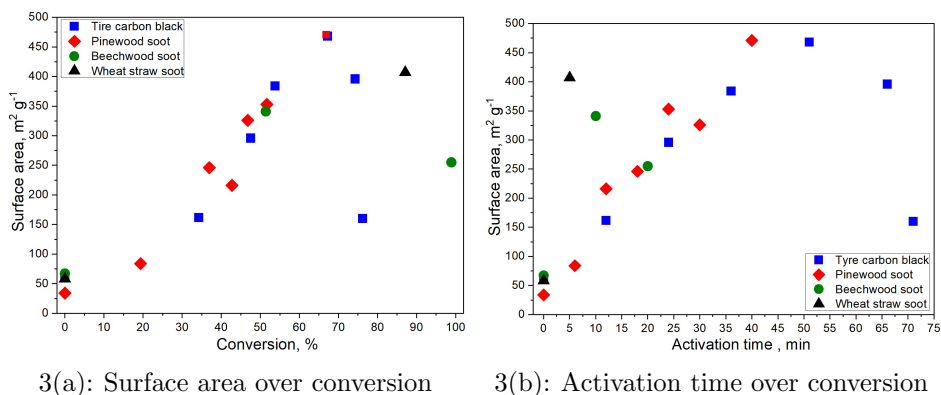 500
450
400
350
300
250
200
150
100
50
0
Surface area, m² g⁻¹
Tire carbon black
Pinewood soot
Beechwood soot
Wheat straw soot
0 10 20 30 40 50 60 70 80 90 100
Conversion, %
3(a): Surface area over conversion
500
450
400
350
300
250
200
150
100
50
0
Surface area, m² g⁻¹
Tyre carbon black
Pinewood soot
Beechwood soot
Wheat straw soot
0 5 10 15 20 25 30 35 40 45 50 55 60 65 70 75
Activation time , min
3(b): Activation time over conversion